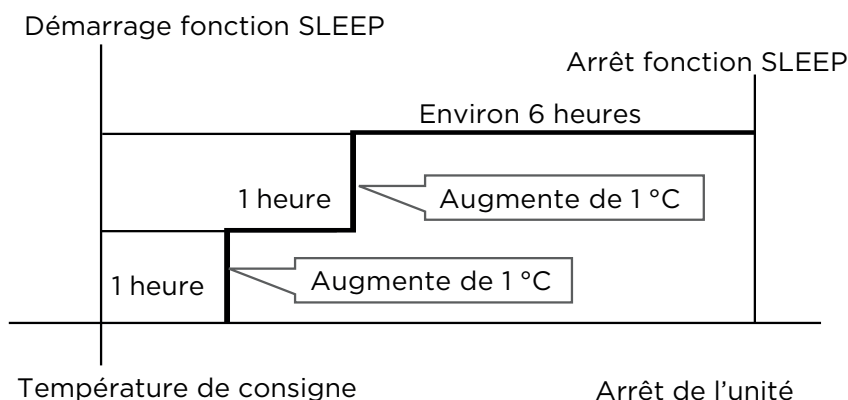 Démarrage fonction SLEEP
Arrêt fonction SLEEP
Environ 6 heures
1 heure
Augmente de 1 °C
1 heure
Augmente de 1 °C
Température de consigne
Arrêt de l’unité